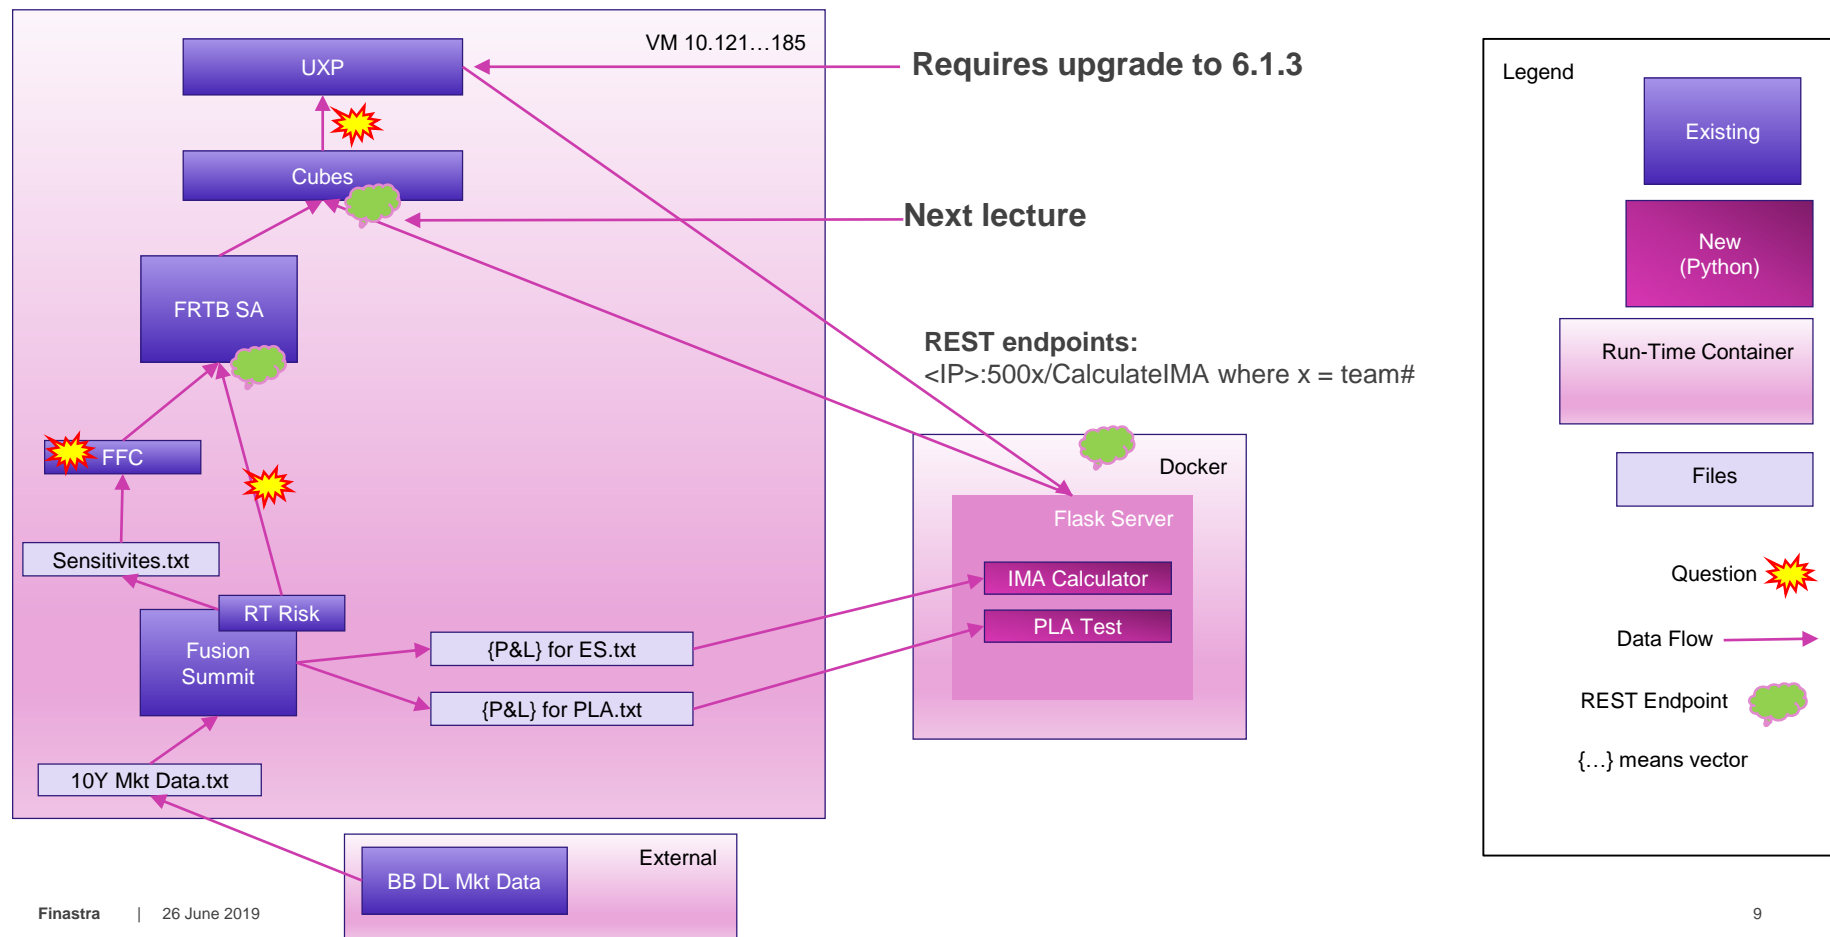 VM 10.121...185
UXP
Requires upgrade to 6.1.3
Cubes
Next lecture
FRTB SA
REST endpoints:
<IP>:500x/CalculateIMA where x = team#
FFC
Docker
Flask Server
Sensitivites.txt
IMA Calculator
RT Risk
PLA Test
Fusion
Summit
{P&L} for ES.txt
{P&L} for PLA.txt
10Y Mkt Data.txt
External
BB DL Mkt Data
Legend
Existing
New
(Python)
Run-Time Container
Files
Question
Data Flow
REST Endpoint
{...} means vector
Finastra | 26 June 2019
9